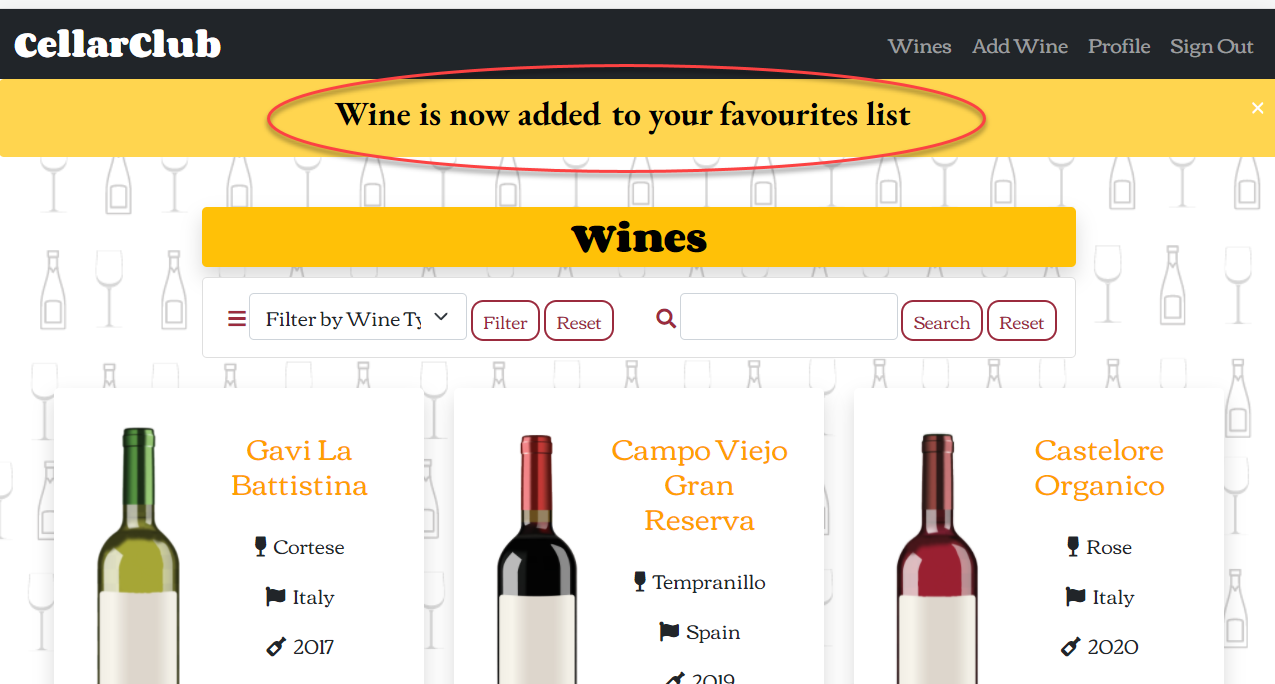 CellarClub
Wines Add Wine Profile Sign Out
Wine is now added to your favourites list
×
Wines
Filter by Wine Ty
Filter
Reset
Search
Reset
Gavi La
Battistina
Cortese
Italy
2017
Campo Viejo
Gran
Reserva
Tempranillo
Spain
2019
Castelore
Organico
Rose
Italy
2020